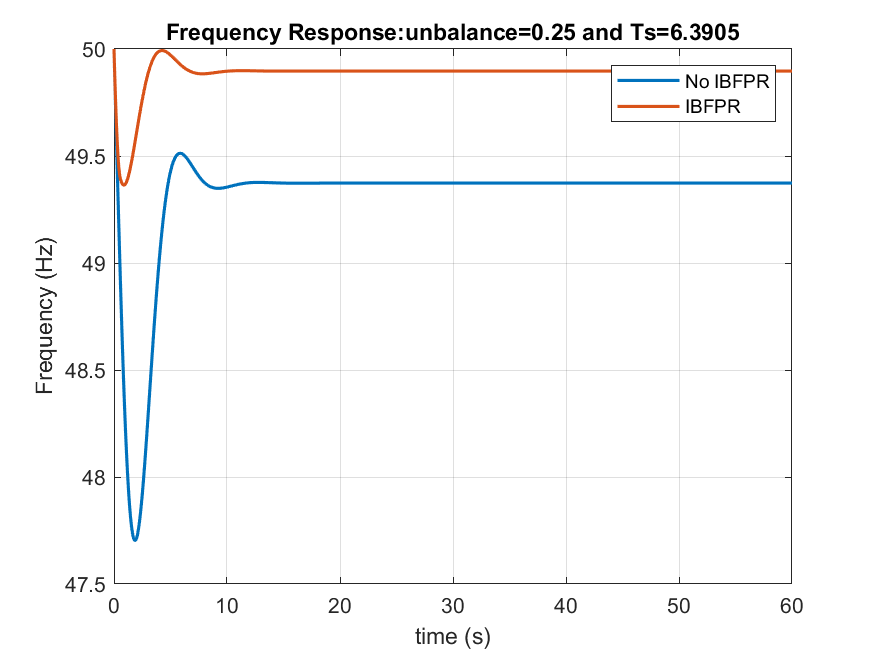 Frequency Response:unbalance=0.25 and Ts=6.3905
50
49.5
49
48.5
48
47.5
Frequency (Hz)
No IBFPR
IBFPR
0 10 20 30 40 50 60
time (s)